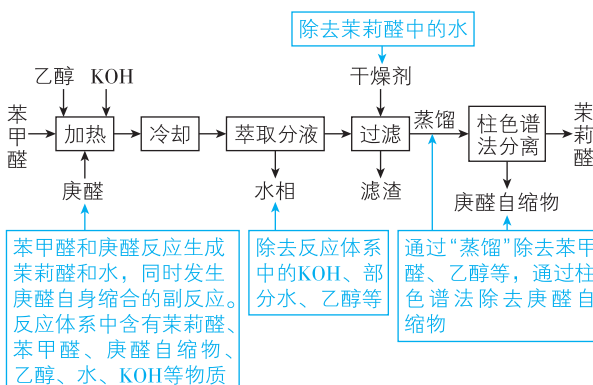 除去茉莉醛中的水
乙醇 KOH
干燥剂
苯甲醛
加热
冷却
萃取分液
过滤
蒸馏
柱色谱
法分离
茉莉醛
庚醛
水相
滤渣
庚醛自缩物
苯甲醛和庚醛反应生成
茉莉醛和水，同时发生
庚醛自身缩合的副反应。
反应体系中含有茉莉醛、
苯甲醛、庚醛自缩物、
乙醇、水、KOH等物质
除去反应体系
中的KOH、部
分水、乙醇等
通过“蒸馏”除去苯甲
醛、乙醇等，通过柱
色谱法除去庚醛自
缩物